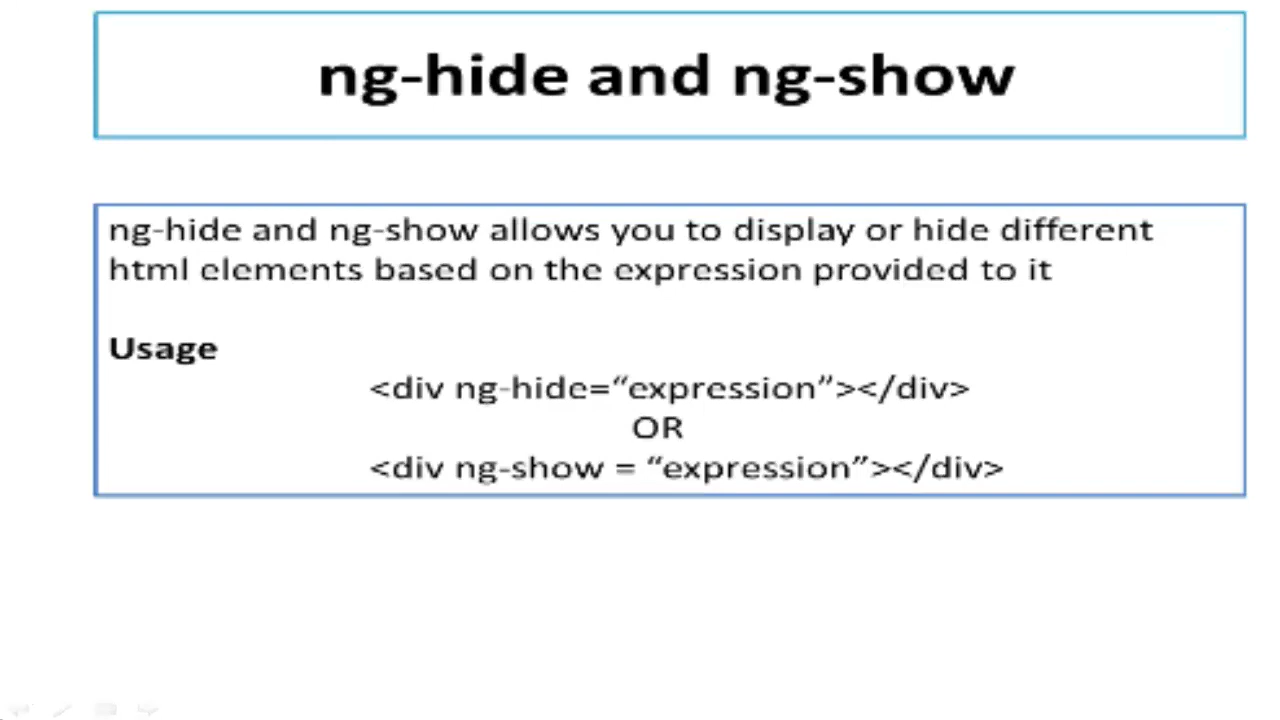 ng-hide and ng-show
ng-hide and ng-show allows you to display or hide different
html elements based on the expression provided to it
Usage
<div ng-hide=“expression”></div>
OR
<div ng-show = “expression”></div>